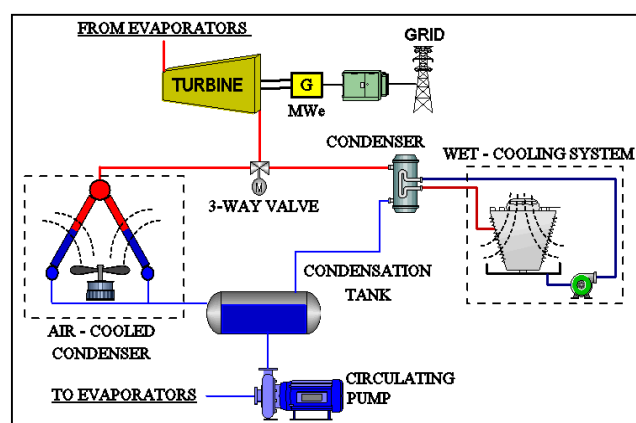 FROM EVAPORATORS
GRID
TURBINE
G
MWe
CONDENSER
WET - COOLING SYSTEM
M
3-WAY VALVE
CONDENSATION
TANK
AIR - COOLED
CONDENSER
CIRCULATING
PUMP
TO EVAPORATORS